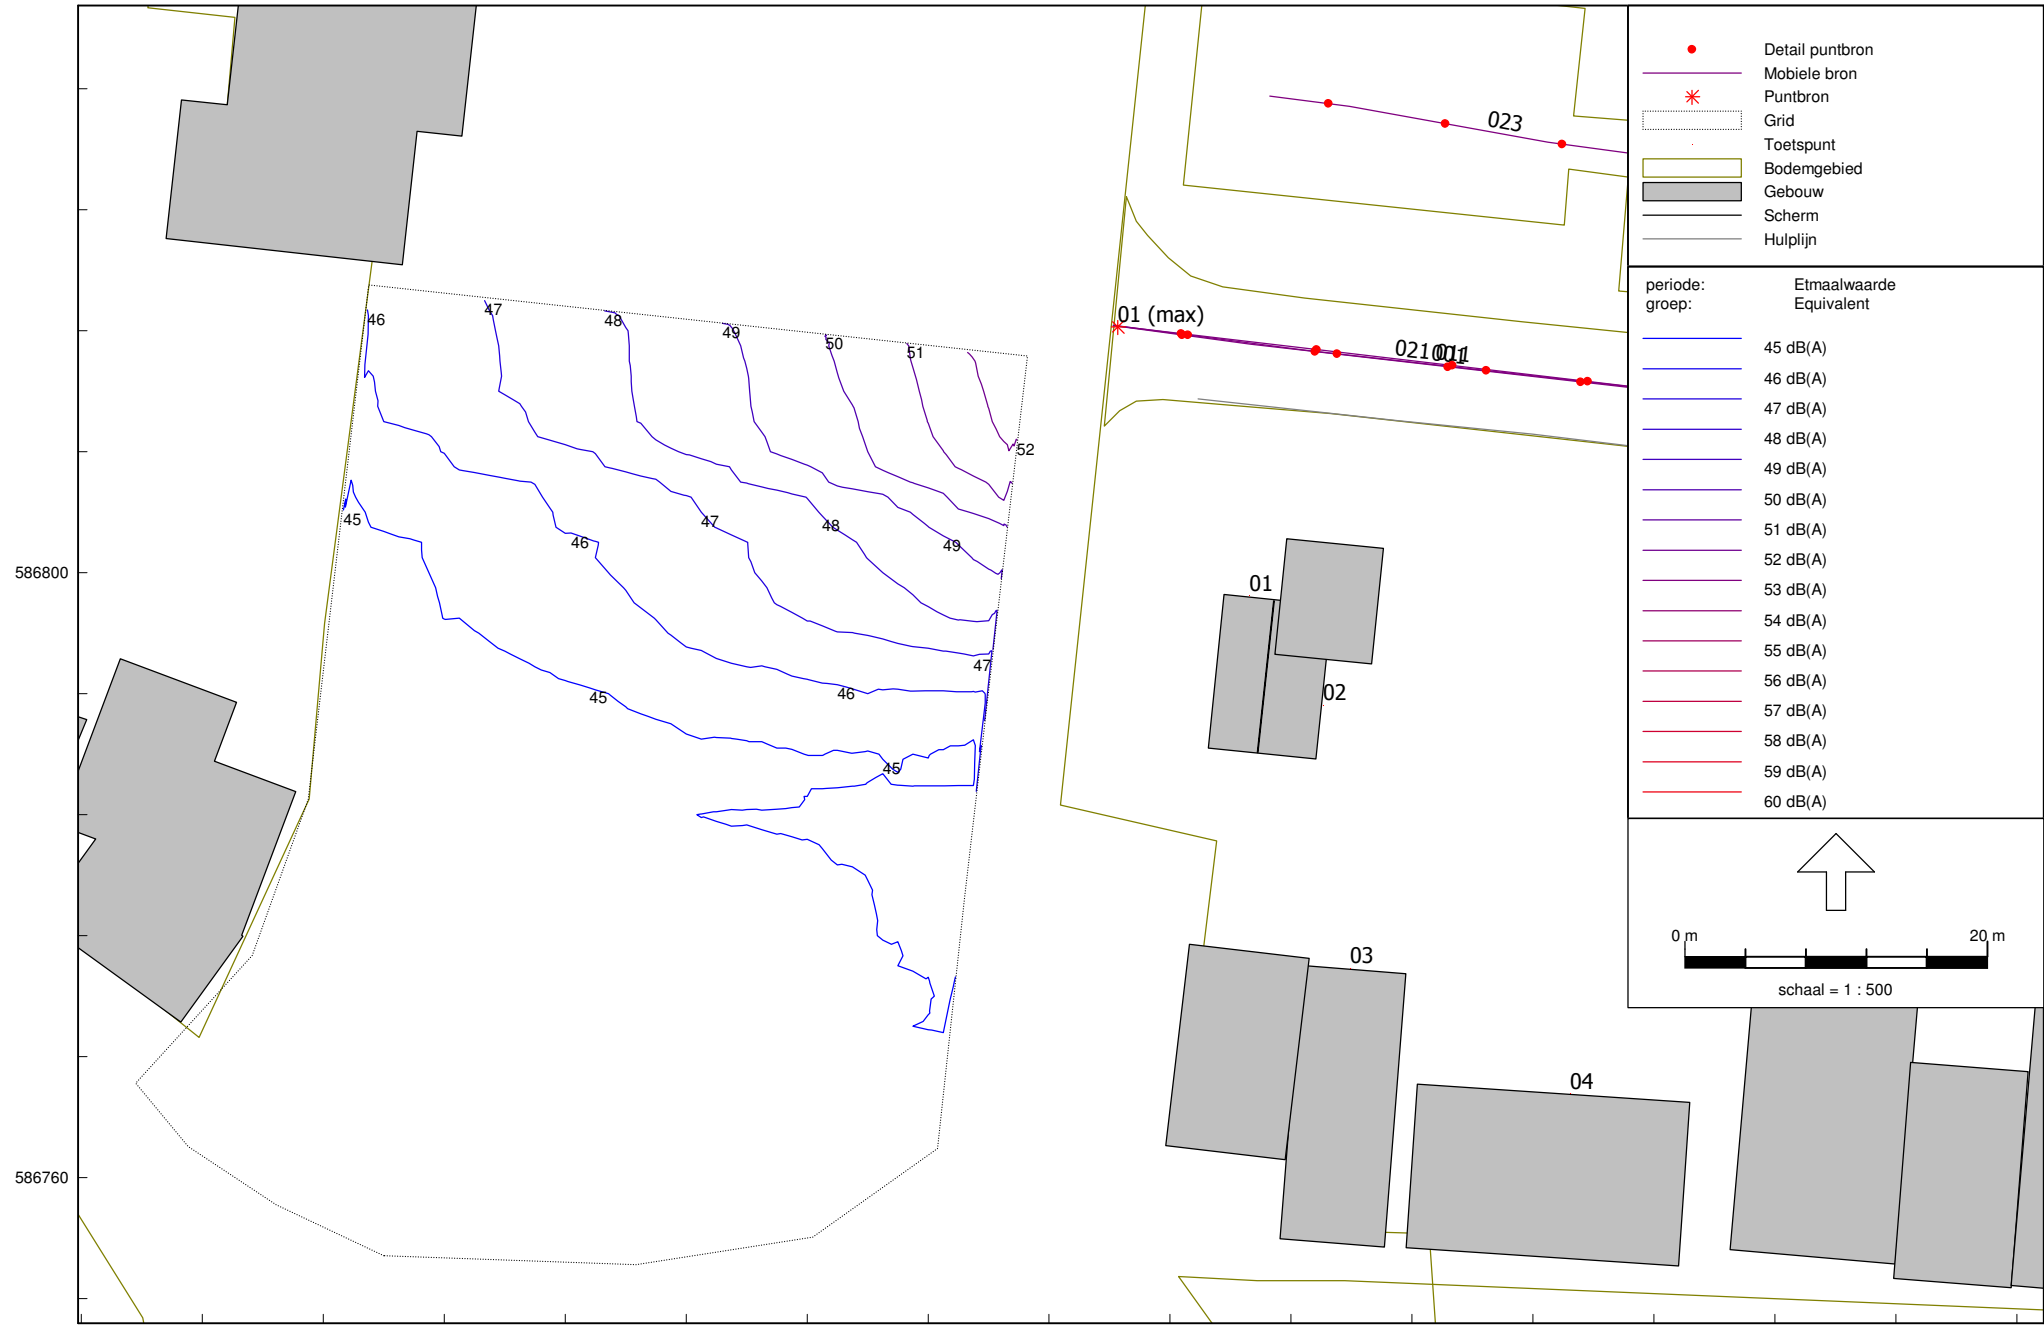 Detail puntbron
Mobiele bron
Puntbron
Grid
Toetspunt
Bodemgebied
Gebouw
Scherm
Hulplijn
periode: Etmaalwaarde
groep: Equivalent
45 dB(A)
46 dB(A)
47 dB(A)
48 dB(A)
49 dB(A)
50 dB(A)
51 dB(A)
52 dB(A)
53 dB(A)
54 dB(A)
55 dB(A)
56 dB(A)
57 dB(A)
58 dB(A)
59 dB(A)
60 dB(A)
0 m 20 m
schaal = 1 : 500
023
01 (max)
021
011
46
47
48
49
50
51
52
45
46
47
48
49
47
46
45
45
586800
586760
01
02
03
04